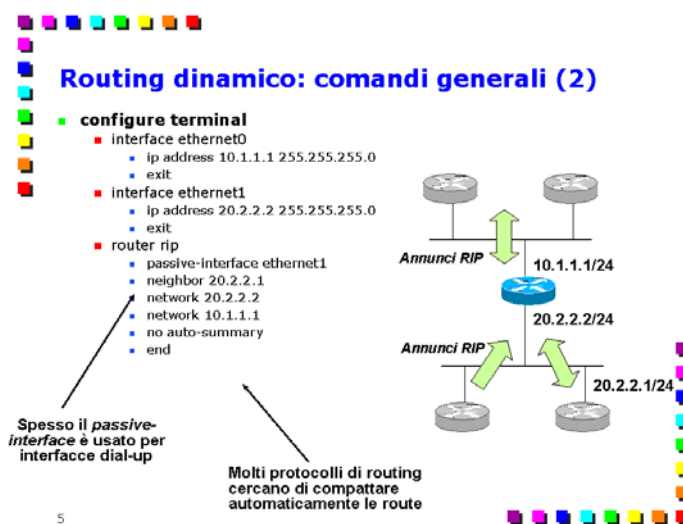 Routing dinamico: comandi generali (2)
configure terminal
interface ethernet0
ip address 10.1.1.1 255.255.255.0
exit
interface ethernet1
ip address 20.2.2.2 255.255.255.0
exit
router rip
passive-interface ethernet1
neighbor 20.2.2.1
network 20.2.2.2
network 10.1.1.1
no auto-summary
end
Annunci RIP
10.1.1.1/24
20.2.2.2/24
Annunci RIP
20.2.2.1/24
Spesso il passive-
interface è usato per
interfacce dial-up
Molti protocolli di routing
cercano di compattare
automaticamente le route
5